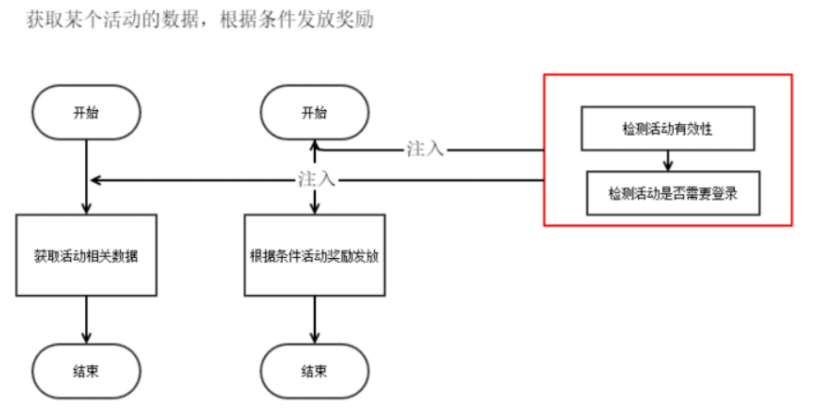 获取某个活动的数据，根据条件发放奖励
开始
开始
检测活动有效性
注入
注入
检测活动是否需要登录
获取活动相关数据
根据条件活动奖励发放
结束
结束